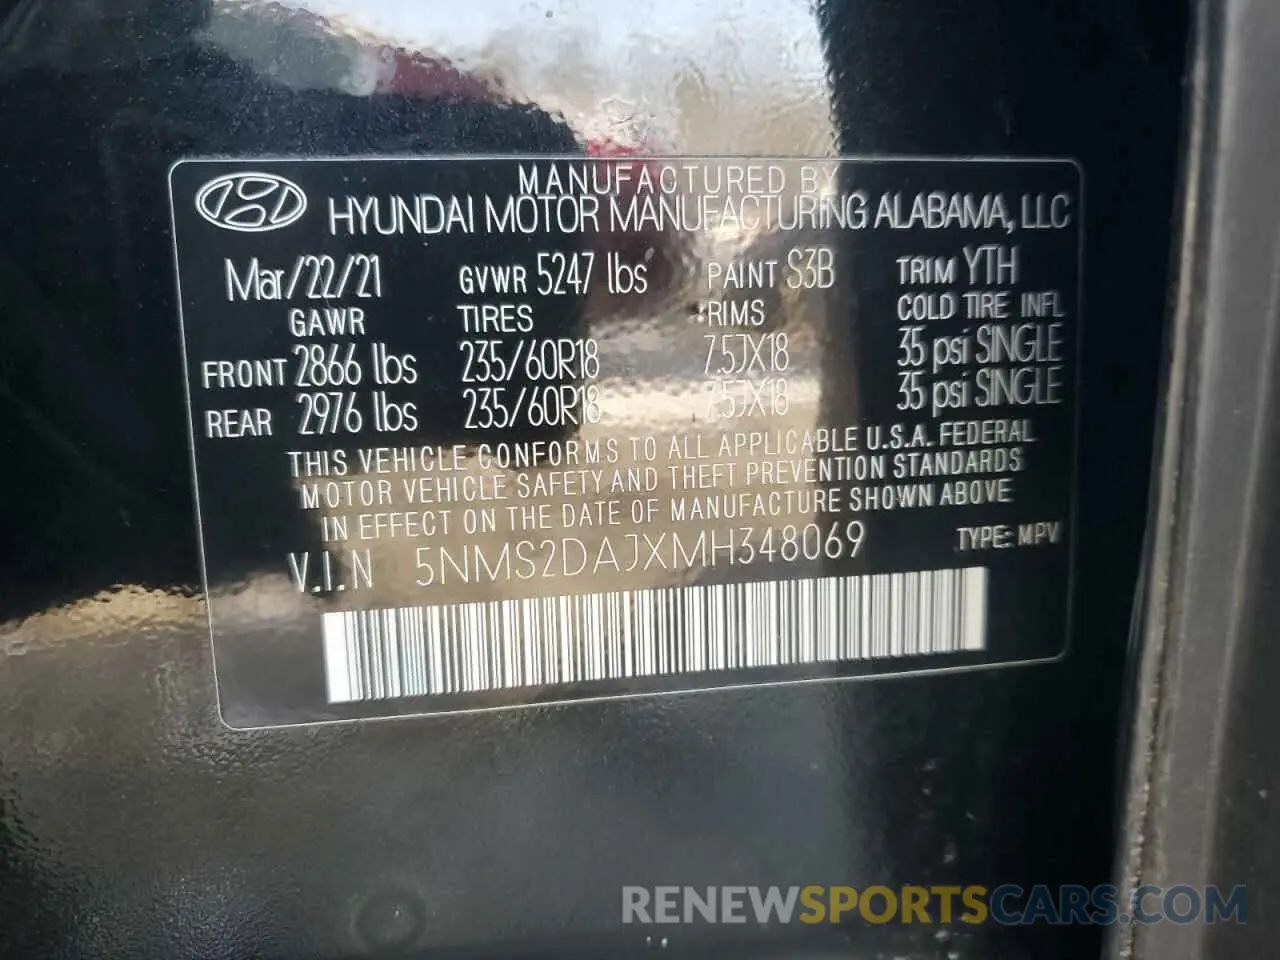 MANUFACTURED BY
HYUNDAI MOTOR MANUFACTURING ALABAMA, LLC
Mar/22/21 GVWR 5247 lbs PAINT S3B TRIM YTH
GAWR TIRES RIMS COLD TIRE INFL
FRONT 2866 lbs 235/60R18 7.5JX18 35 psi SINGLE
REAR 2976 lbs 235/60R18 7.5JX18 35 psi SINGLE
THIS VEHICLE CONFORMS TO ALL APPLICABLE U.S.A. FEDERAL
MOTOR VEHICLE SAFETY AND THEFT PREVENTION STANDARDS
IN EFFECT ON THE DATE OF MANUFACTURE SHOWN ABOVE
V.I.N 5NMS2DAJXMH348069 TYPE: MPV
RENEWSPORTSCARS.COM